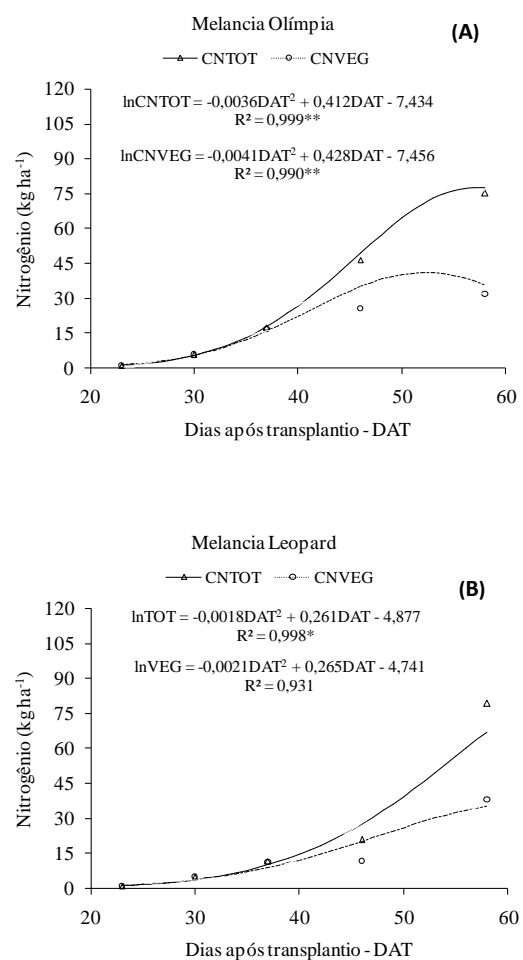 Melancia Olímpia
(A)
CNTOT CNVEG
lnCNTOT = -0,0036DAT² + 0,412DAT - 7,434
R² = 0,999**
lnCNVEG = -0,0041DAT² + 0,428DAT - 7,456
R² = 0,990**
Nitrogênio (kg ha⁻¹)
120
105
90
75
60
45
30
15
0
20 30 40 50 60
Dias após transplantio - DAT
Melancia Leopard
(B)
CNTOT CNVEG
lnTOT = -0,0018DAT² + 0,261DAT - 4,877
R² = 0,998*
lnVEG = -0,0021DAT² + 0,265DAT - 4,741
R² = 0,931
Nitrogênio (kg ha⁻¹)
120
105
90
75
60
45
30
15
0
20 30 40 50 60
Dias após transplantio - DAT